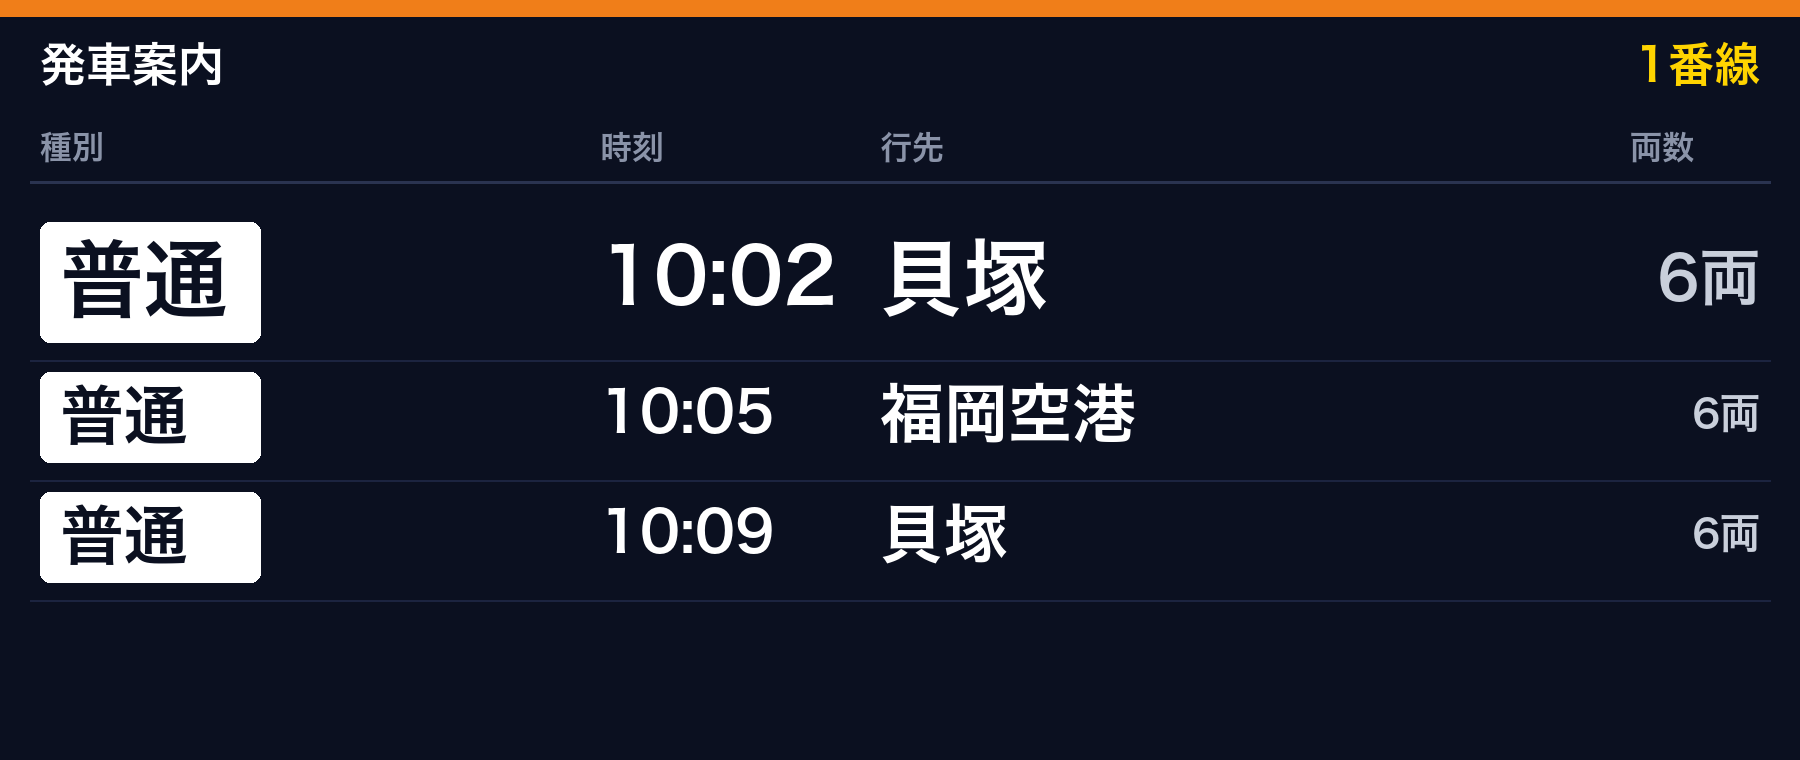 発車案内 1番線
種別 時刻 行先 両数
普通 10:02 貝塚 6両
普通 10:05 福岡空港 6両
普通 10:09 貝塚 6両